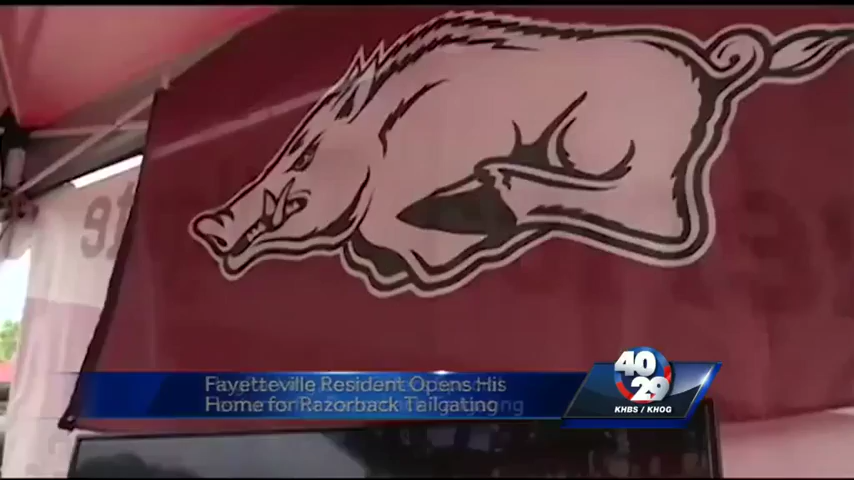 Fayetteville Resident Opens His
Home for Razorback Tailgating
40
29
KHBS / KHOG